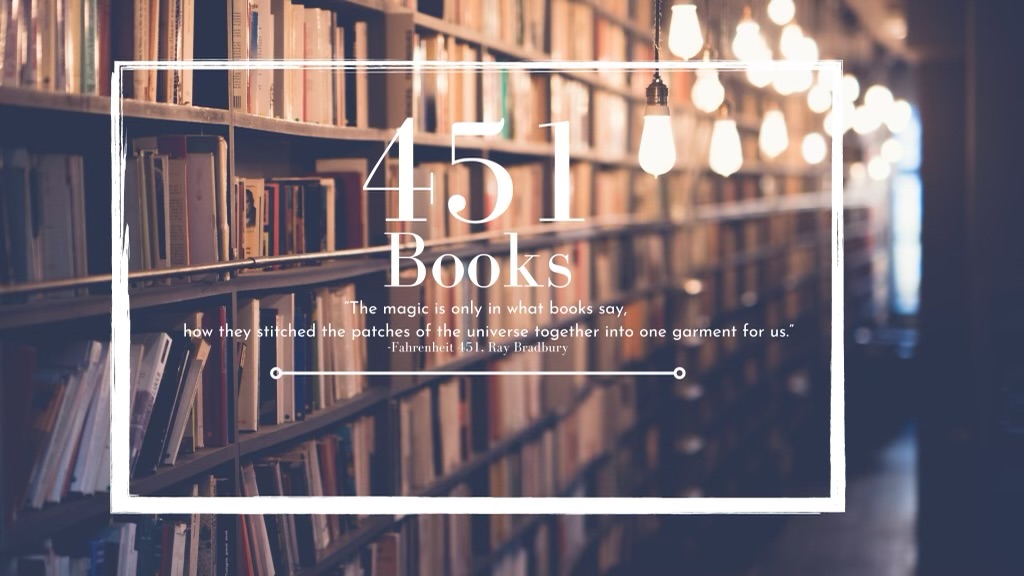 451
Books
“The magic is only in what books say,
how they stitched the patches of the universe together into one garment for us.”
-Fahrenheit 451, Ray Bradbury